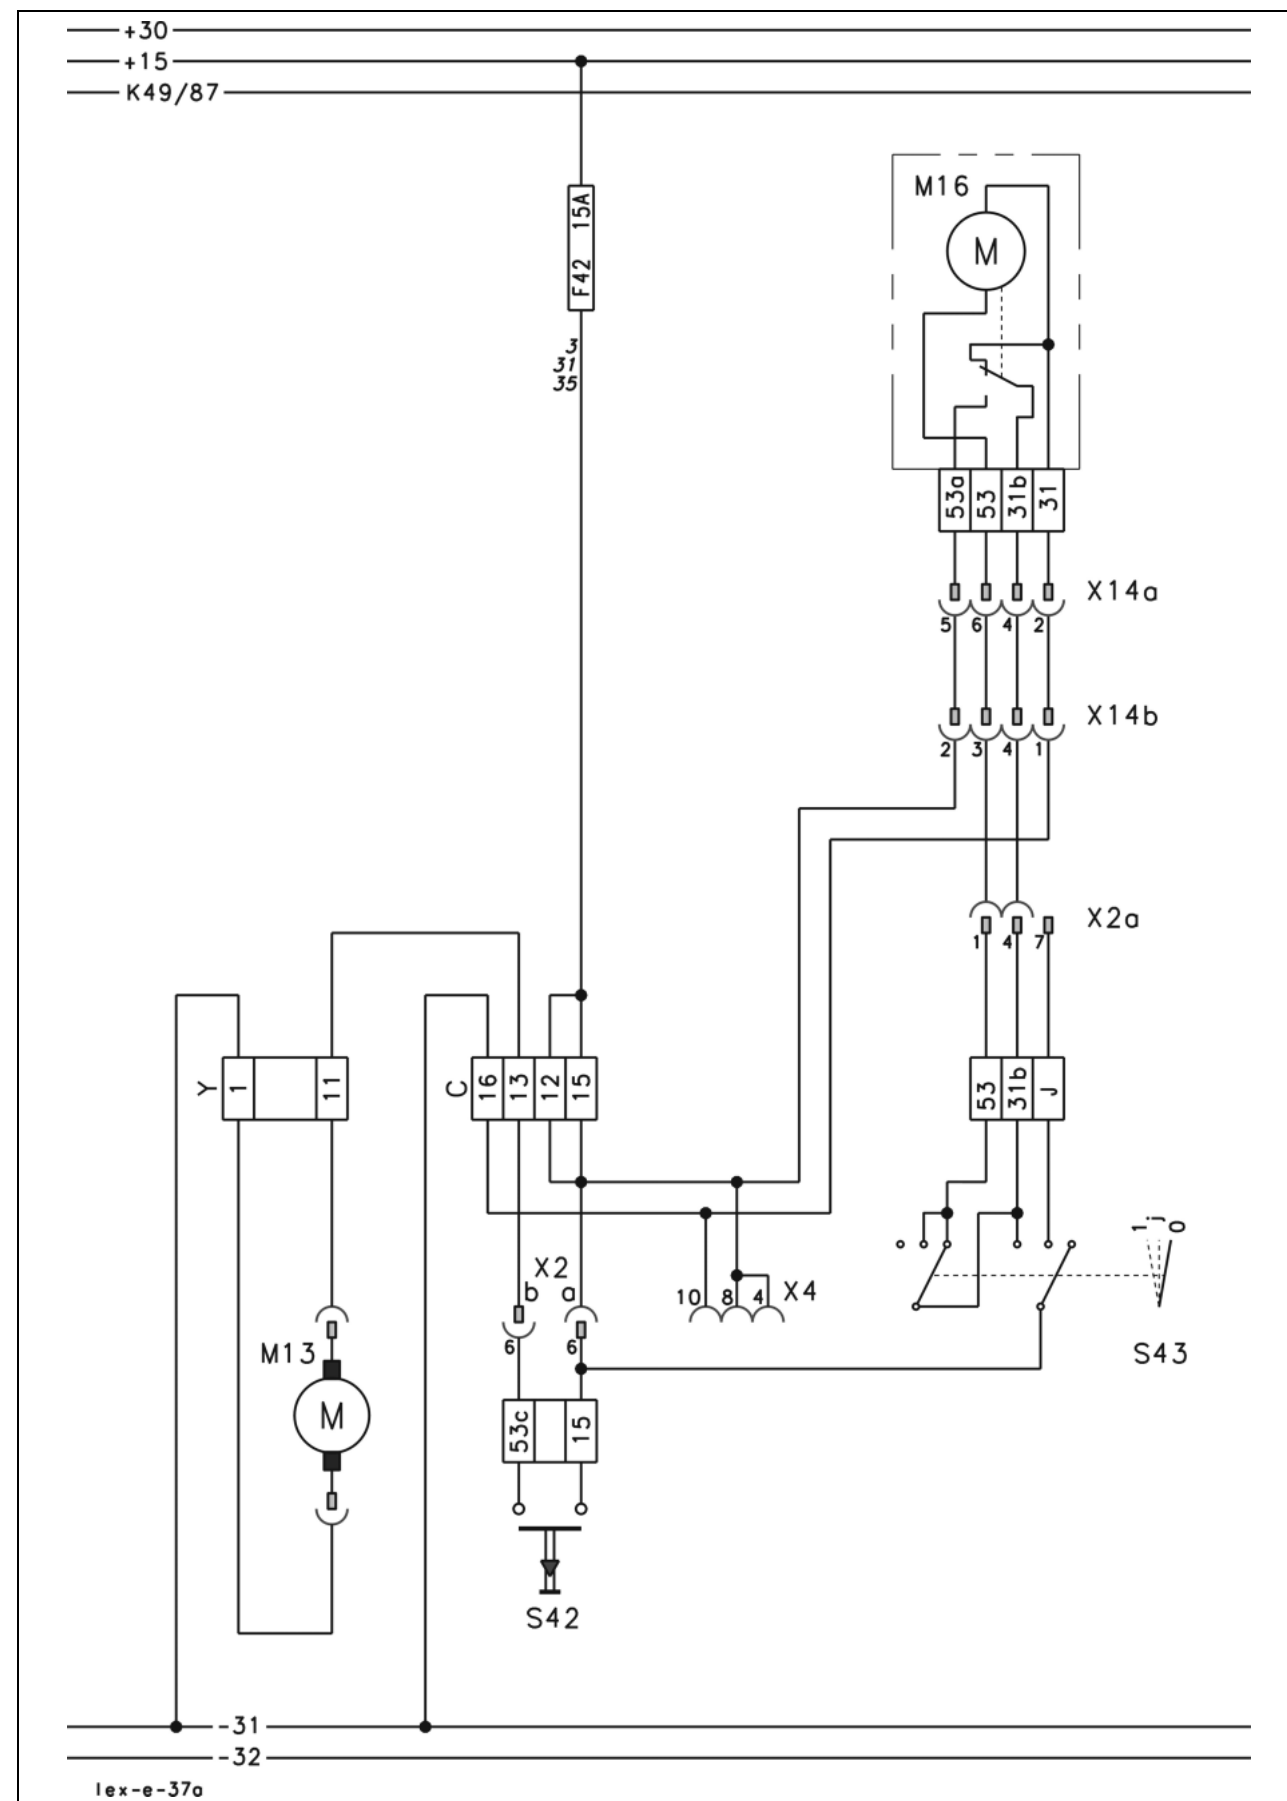 +30
+15
K49/87
M16
M
F42 15A
3
31
35
53a 53 31b 31
X14a
5 6 4 2
X14b
2 3 4 1
X2a
1 4 7
Y 1 11
C 16 13 12 15
53 31b J
1 j 0
X2
b a
10 8 4 X4
6 6
M13
S43
M
53c 15
S42
-31
-32
lex-e-37a